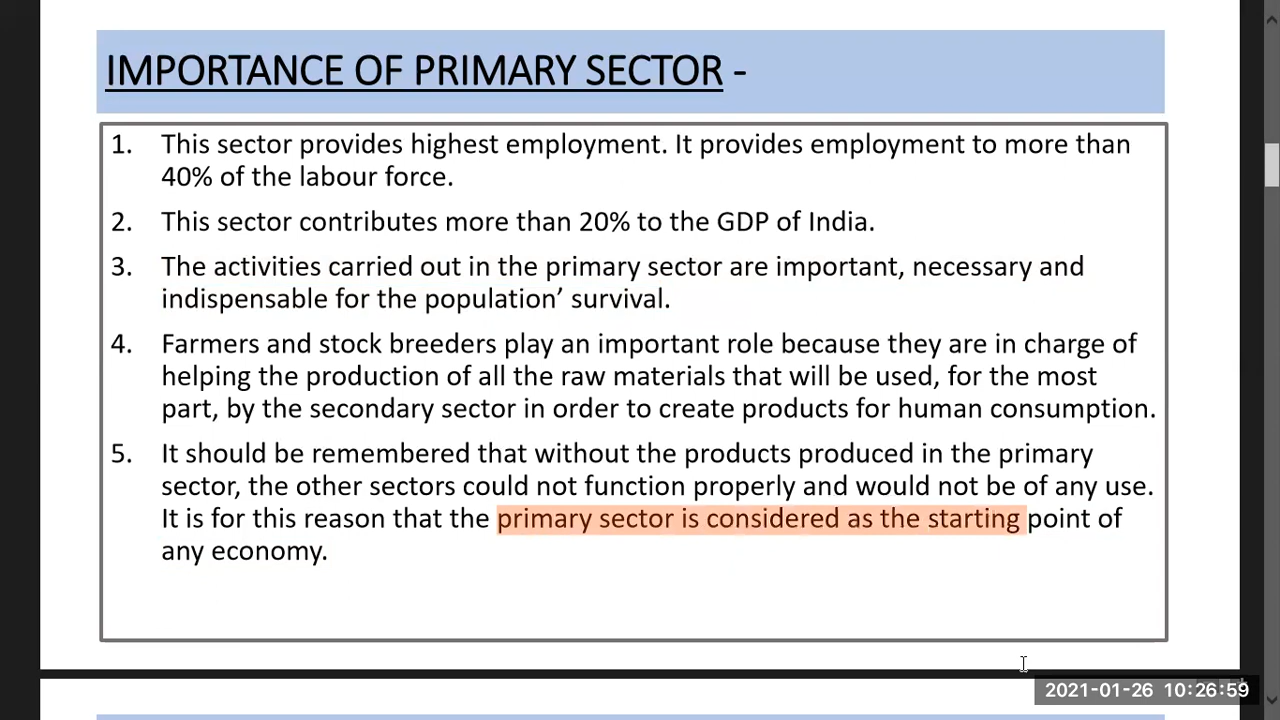 IMPORTANCE OF PRIMARY SECTOR -
1. This sector provides highest employment. It provides employment to more than
40% of the labour force.
2. This sector contributes more than 20% to the GDP of India.
3. The activities carried out in the primary sector are important, necessary and
indispensable for the population’ survival.
4. Farmers and stock breeders play an important role because they are in charge of
helping the production of all the raw materials that will be used, for the most
part, by the secondary sector in order to create products for human consumption.
5. It should be remembered that without the products produced in the primary
sector, the other sectors could not function properly and would not be of any use.
It is for this reason that the primary sector is considered as the starting point of
any economy.
2021-01-26 10:26:59